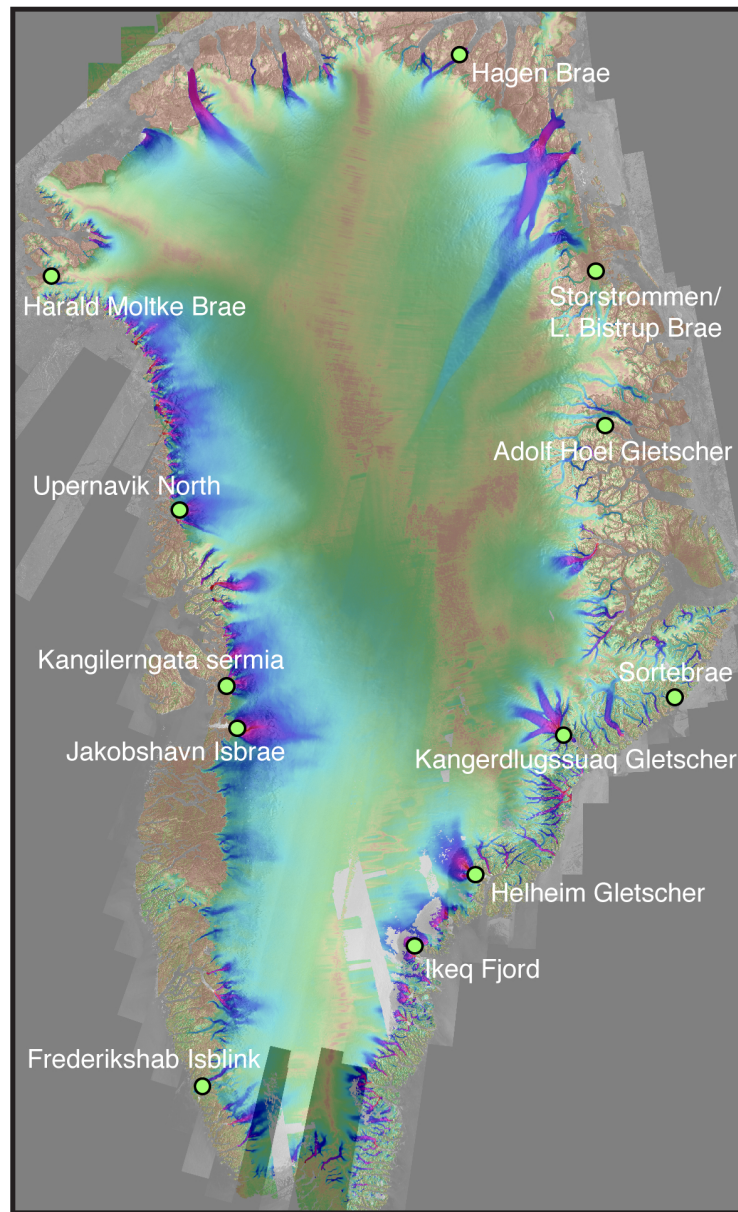 Hagen Brae
Harald Moltke Brae
Storstrommen/
L. Bistrup Brae
Adolf Hoel Gletscher
Upernavik North
Kangilerngata sermia
Sortebrae
Jakobshavn Isbrae
Kangerdlugssuaq Gletscher
Helheim Gletscher
Ikeq Fjord
Frederikshab Isblink